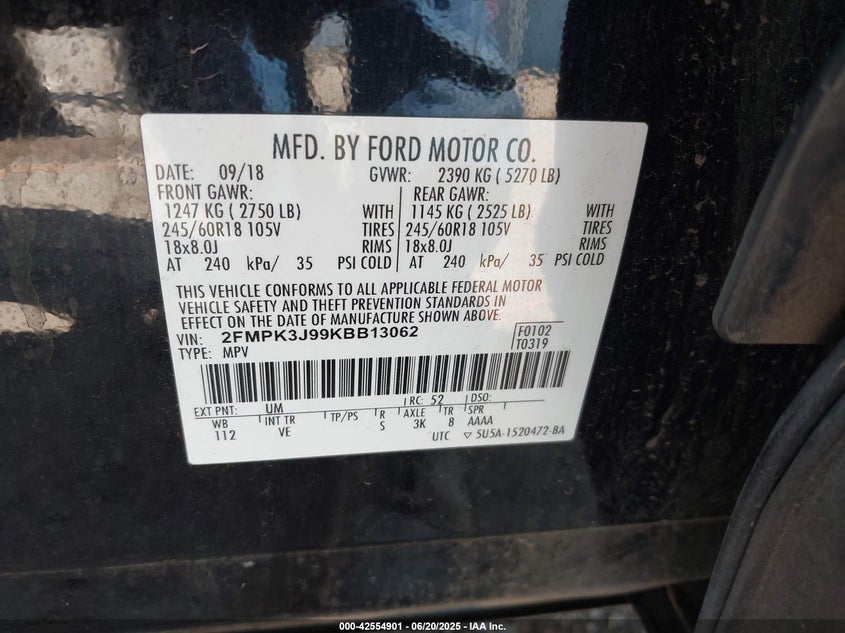 MFD. BY FORD MOTOR CO.
DATE: 09/18 GVWR: 2390 KG ( 5270 LB)
FRONT GAWR: REAR GAWR:
1247 KG ( 2750 LB) WITH 1145 KG ( 2525 LB) WITH
245/60R18 105V TIRES 245/60R18 105V TIRES
18x8.0J RIMS 18x8.0J RIMS
AT 240 kPa/ 35 PSI COLD AT 240 kPa/ 35 PSI COLD
THIS VEHICLE CONFORMS TO ALL APPLICABLE FEDERAL MOTOR
VEHICLE SAFETY AND THEFT PREVENTION STANDARDS IN
EFFECT ON THE DATE OF MANUFACTURE SHOWN ABOVE.
VIN: 2FMPK3J99KBB13062 F0102
TYPE: MPV T0319
EXT PNT: UM RC: 52 DSO:
WB INT TR TP/PS R AXLE TR SPR
112 VE S 3K 8 AAAA
UTC ▽ 5U5A-1520472-BA
000-42554901 - 06/20/2025 - IAA Inc.